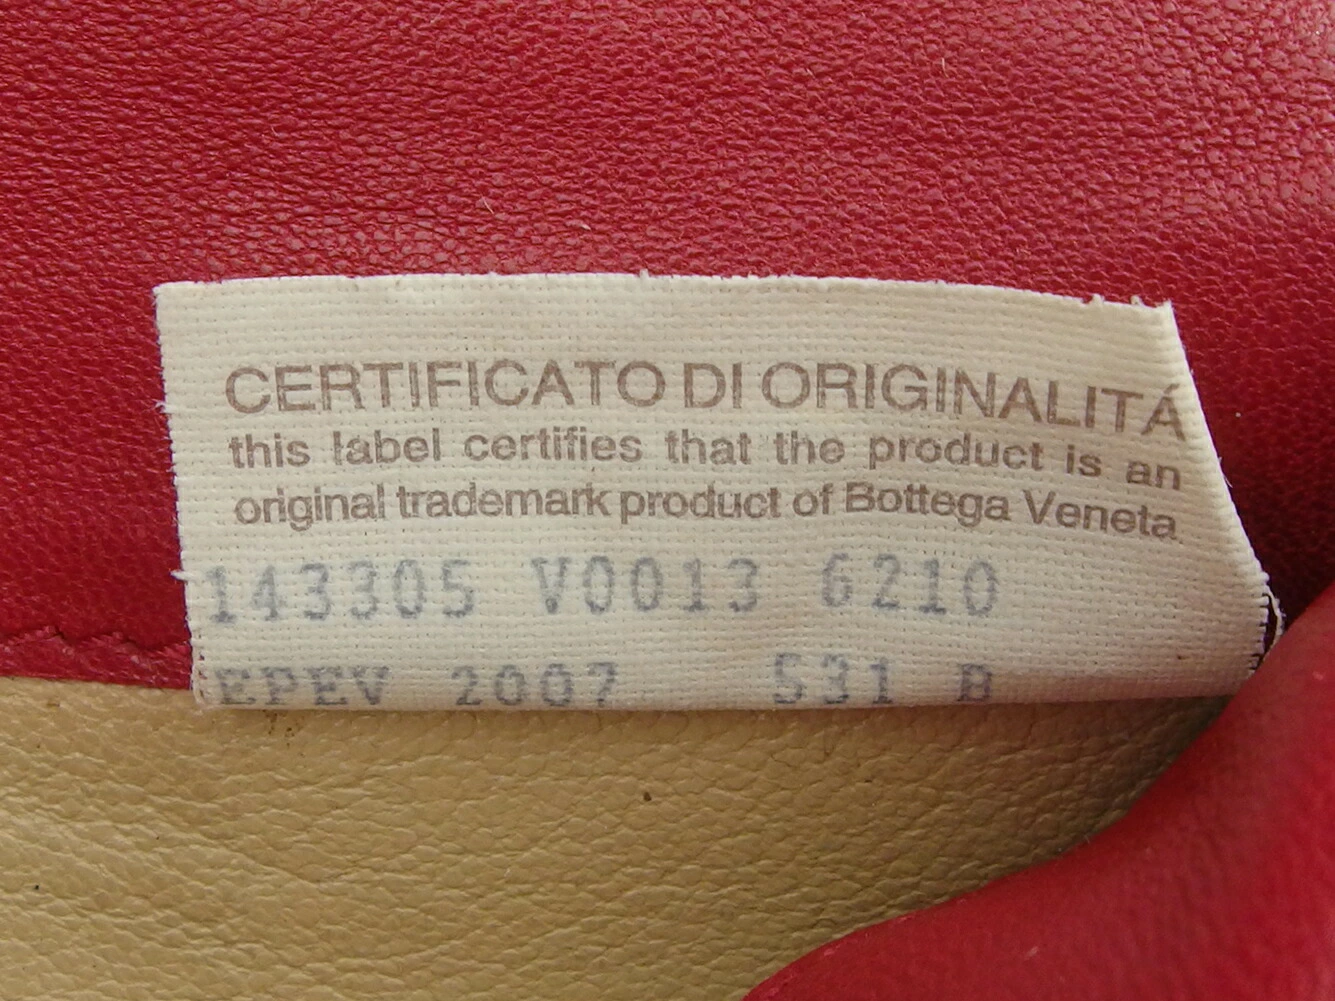 CERTIFICATO DI ORIGINALITÁ
this label certifies that the product is an
original trademark product of Bottega Veneta
143305 V0013 6210
EPEV 2007 531 B